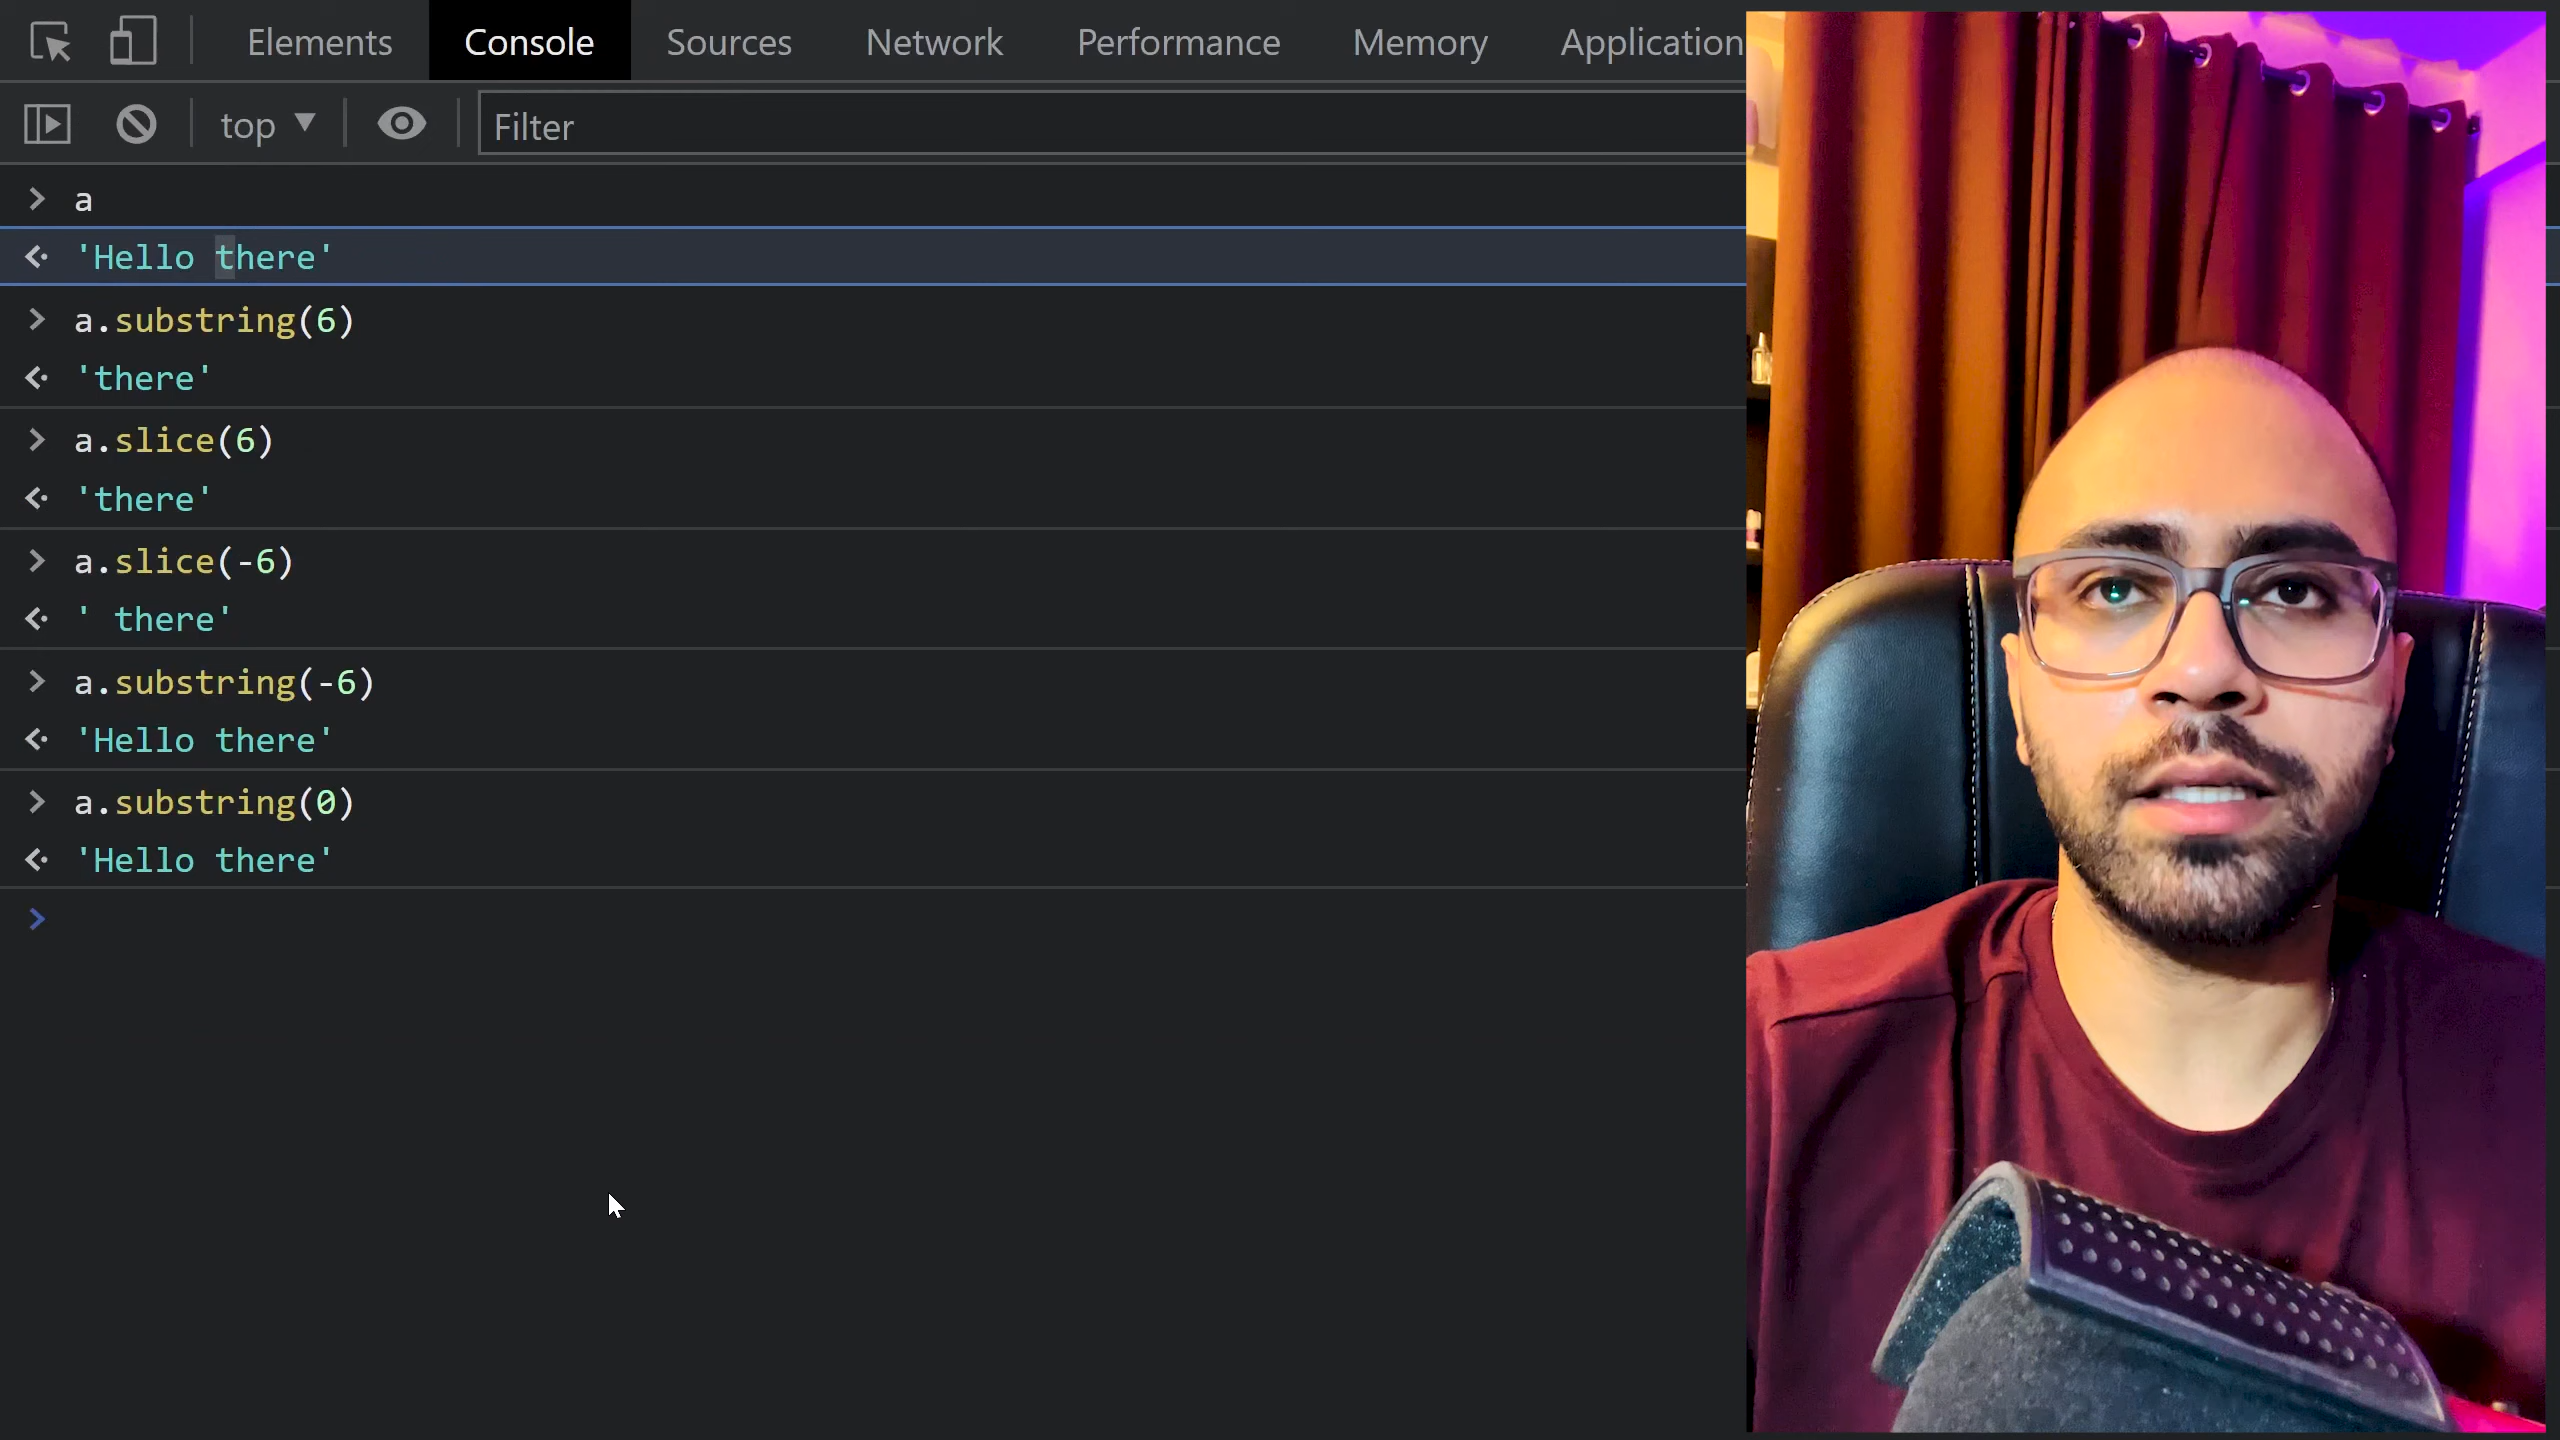 Elements Console Sources Network Performance Memory Application
top Filter
a
'Hello there'
a.substring(6)
'there'
a.slice(6)
'there'
a.slice(-6)
' there'
a.substring(-6)
'Hello there'
a.substring(0)
'Hello there'